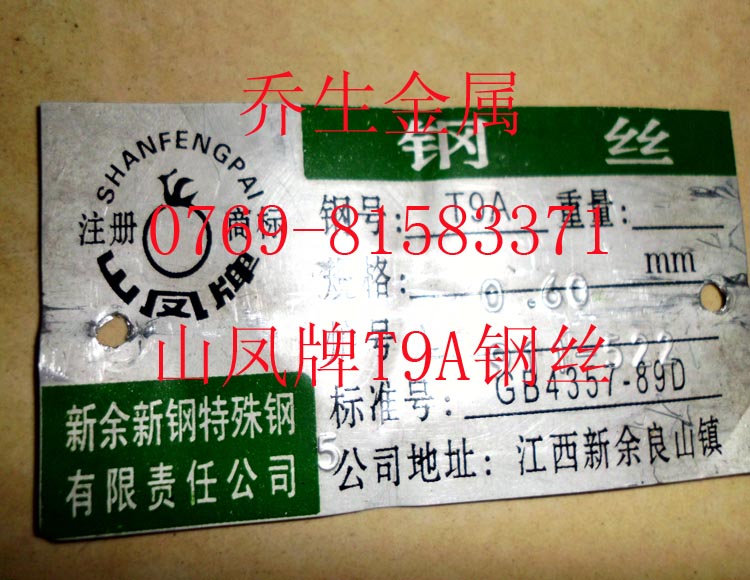 乔生金属
钢 丝
SHANFENGPAI
注册 商标
山凤牌
钢号: T9A 重量:
0769-81583371
规格: 0.60 mm
号
山凤牌T9A钢丝
标准号: GB4357-89D
新余新钢特殊钢
有限责任公司
公司地址: 江西新余良山镇